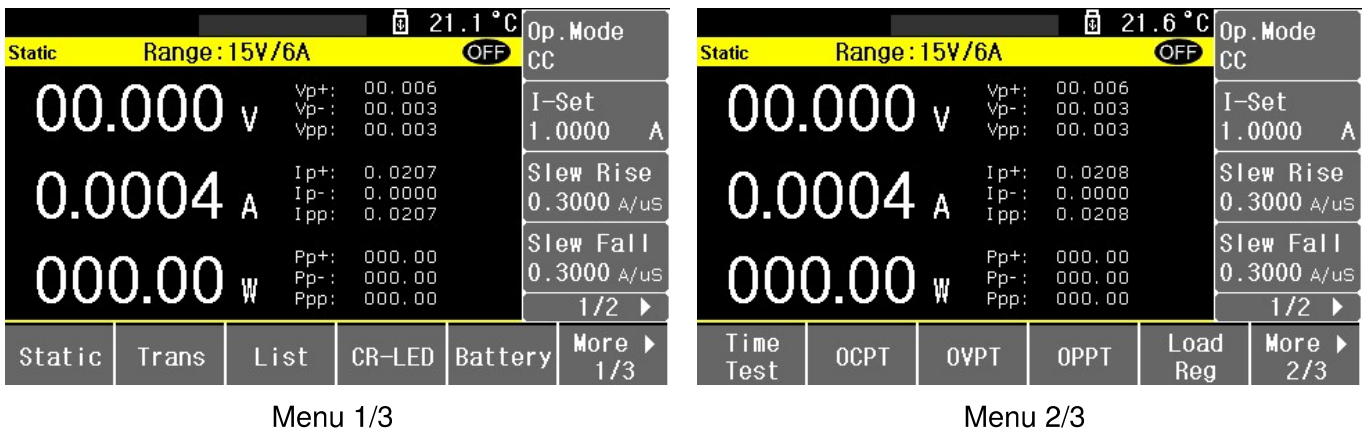 21.1°C
Static Range:15V/6A OFF
Op.Mode
CC
00.000 V
Vp+: 00.006
Vp-: 00.003
Vpp: 00.003
I-Set
1.0000 A
0.0004 A
Ip+: 0.0207
Ip-: 0.0000
Ipp: 0.0207
Slew Rise
0.3000 A/uS
000.00 W
Pp+: 000.00
Pp-: 000.00
Ppp: 000.00
Slew Fall
0.3000 A/uS
1/2 ▶
Static Trans List CR-LED Battery More ▶
1/3
Menu 1/3
21.6°C
Static Range:15V/6A OFF
Op.Mode
CC
00.000 V
Vp+: 00.006
Vp-: 00.003
Vpp: 00.003
I-Set
1.0000 A
0.0004 A
Ip+: 0.0208
Ip-: 0.0000
Ipp: 0.0208
Slew Rise
0.3000 A/uS
000.00 W
Pp+: 000.00
Pp-: 000.00
Ppp: 000.00
Slew Fall
0.3000 A/uS
1/2 ▶
Time
Test
OCPT OVPT OPPT
Load
Reg
More ▶
2/3
Menu 2/3